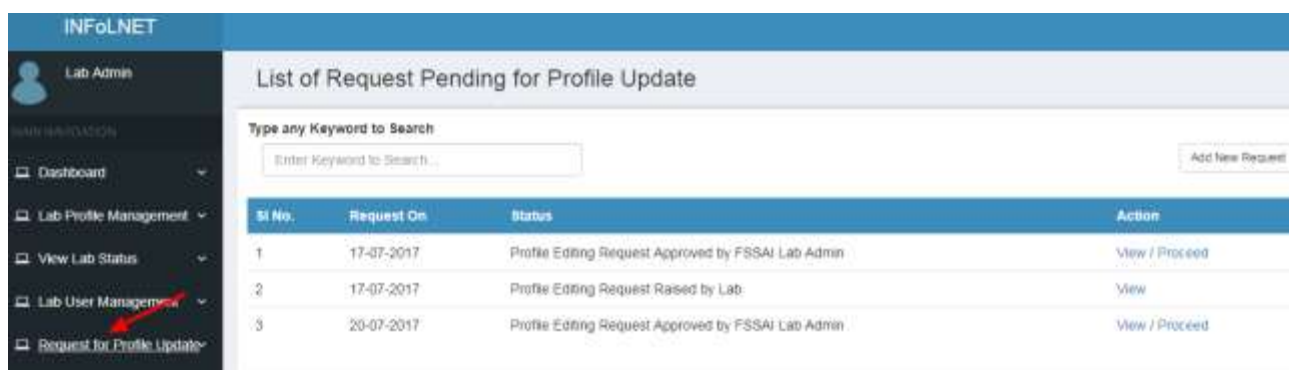 INFoLNET
Lab Admin
MAIN NAVIGATION
Dashboard
Lab Profile Management
View Lab Status
Lab User Management
Request for Profile Update
List of Request Pending for Profile Update
Type any Keyword to Search
Enter Keyword to Search...
Add New Request
Sl No. Request On Status Action
1 17-07-2017 Profile Editing Request Approved by FSSAI Lab Admin View / Proceed
2 17-07-2017 Profile Editing Request Raised by Lab View
3 20-07-2017 Profile Editing Request Approved by FSSAI Lab Admin View / Proceed